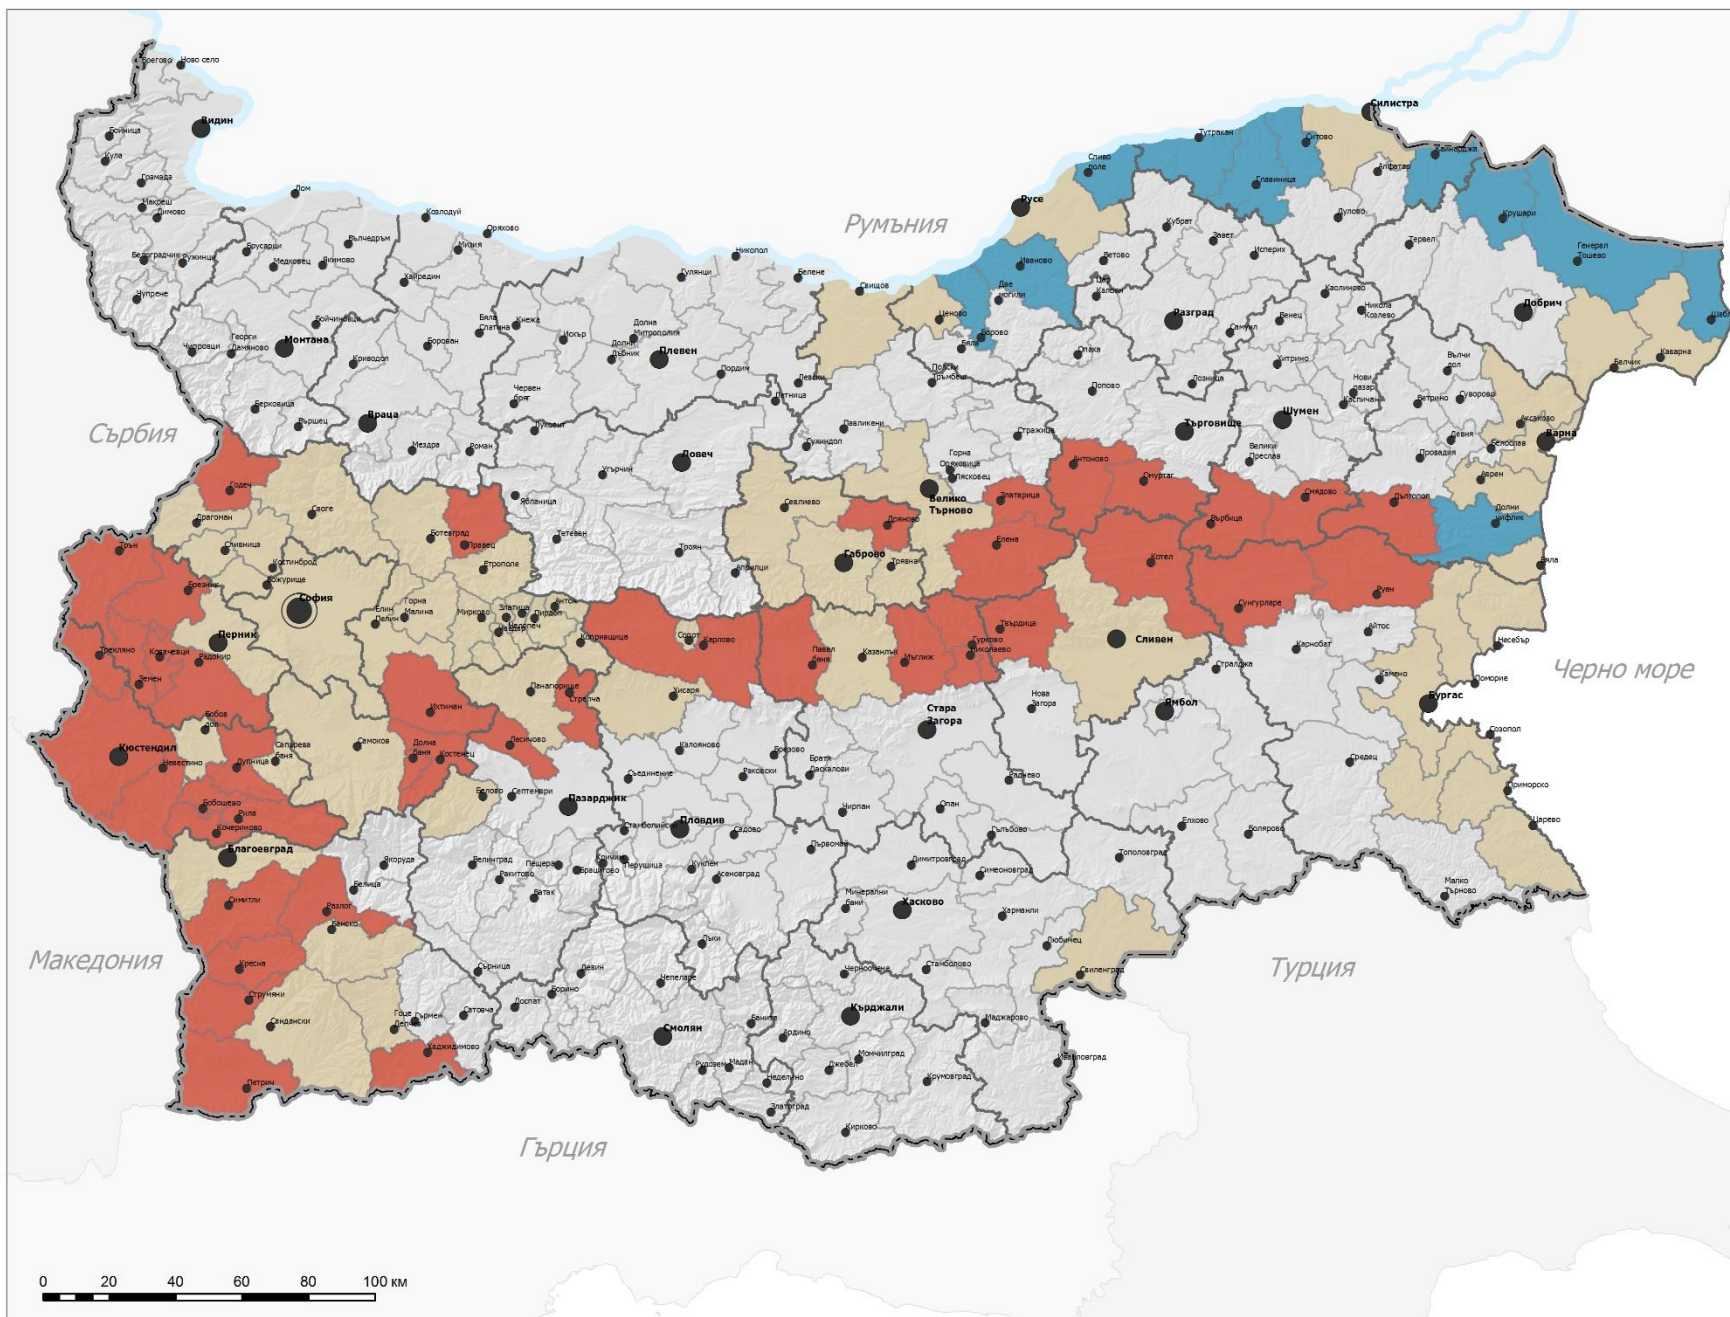 Брегово
Ново село
Видин
Бойница
Кула
Грамада
Макреш
Димово
Лом
Козлодуй
Оряхово
Мизия
Вълчедръм
Брусарци
Медковец
Якимово
Хайредин
Белоградчик
Ружинци
Чупрене
Никопол
Гулянци
Белене
Свищов
Румъния
Русе
Сливо
поле
Тутракан
Главиница
Ситово
Силистра
Алфатар
Кайнарджа
Дулово
Крушари
Тервел
Генерал
Тошево
Шабла
Каварна
Балчик
Добрич
Кубрат
Завет
Исперих
Ветово
Цар
Калоян
Иваново
Две
могили
Ценово
Борово
Бяла
Разград
Самуил
Венец
Каолиново
Никола
Козлево
Хитрино
Нови
пазар
Каспичан
Вълчи
дол
Ветрино
Суворово
Аксаково
Варна
Белослав
Девня
Провадия
Аврен
Долни
чифлик
Бяла
Бойчиновци
Георги
Дамяново
Чипровци
Монтана
Криводол
Борован
Бяла
Слатина
Кнежа
Искър
Долна
Митрополия
Долни
Дъбник
Плевен
Пордим
Левски
Летница
Червен
бряг
Берковица
Вършец
Враца
Мездра
Роман
Луковит
Ловеч
Угърчин
Ябланица
Тетевен
Троян
Априлци
Павликени
Сухиндол
Полски
Тръмбеш
Стражица
Горна
Оряховица
Лясковец
Велико
Търново
Златарица
Елена
Севлиево
Дряново
Габрово
Трявна
Опака
Попово
Лозница
Търговище
Антоново
Омуртаг
Шумен
Велики
Преслав
Върбица
Смядово
Дългопол
Котел
Сунгурларе
Руен
Сърбия
Годеч
Драгоман
Своге
Сливница
Костинброд
Божурище
София
Ботевград
Правец
Етрополе
Елин
Пелин
Горна
Малина
Мирково
Златица
Пирдоп
Антон
Челопеч
Чавдар
Копривщица
Трън
Брезник
Перник
Радомир
Ковачевци
Трекляно
Земен
Бобов
дол
Кюстендил
Невестино
Дупница
Сапарева
баня
Самоков
Бобошево
Рила
Кочериново
Ихтиман
Долна
баня
Костенец
Панагюрище
Стрелча
Лесичово
Белово
Септември
Пазарджик
Сопот
Карлово
Хисаря
Калояново
Брезово
Съединение
Раковски
Пловдив
Садово
Стамболийски
Перущица
Кричим
Куклен
Асеновград
Първомай
Павел
баня
Казанлък
Мъглиж
Гурково
Николаево
Твърдица
Сливен
Нова
Загора
Стара
Загора
Братя
Даскалови
Чирпан
Опан
Раднево
Гълъбово
Стралджа
Ямбол
Карнобат
Айтос
Камено
Бургас
Несебър
Поморие
Черно море
Созопол
Средец
Приморско
Царево
Малко
Търново
Елхово
Болярово
Тополовград
Благоевград
Симитли
Разлог
Банско
Белица
Якоруда
Велинград
Ракитово
Пещера
Брацигово
Батак
Кресна
Струмяни
Сандански
Петрич
Гоце
Делчев
Гърмен
Сатовча
Хаджидимово
Македония
Сърница
Доспат
Борино
Девин
Лъки
Чепеларе
Смолян
Баните
Рудозем
Мадан
Неделино
Златоград
Димитровград
Симеоновград
Минерални
бани
Хасково
Харманли
Любимец
Свиленград
Стамболово
Черноочене
Кърджали
Ардино
Джебел
Момчилград
Крумовград
Кирково
Маджарово
Ивайловград
Турция
Гърция
0 20 40 60 80 100 км